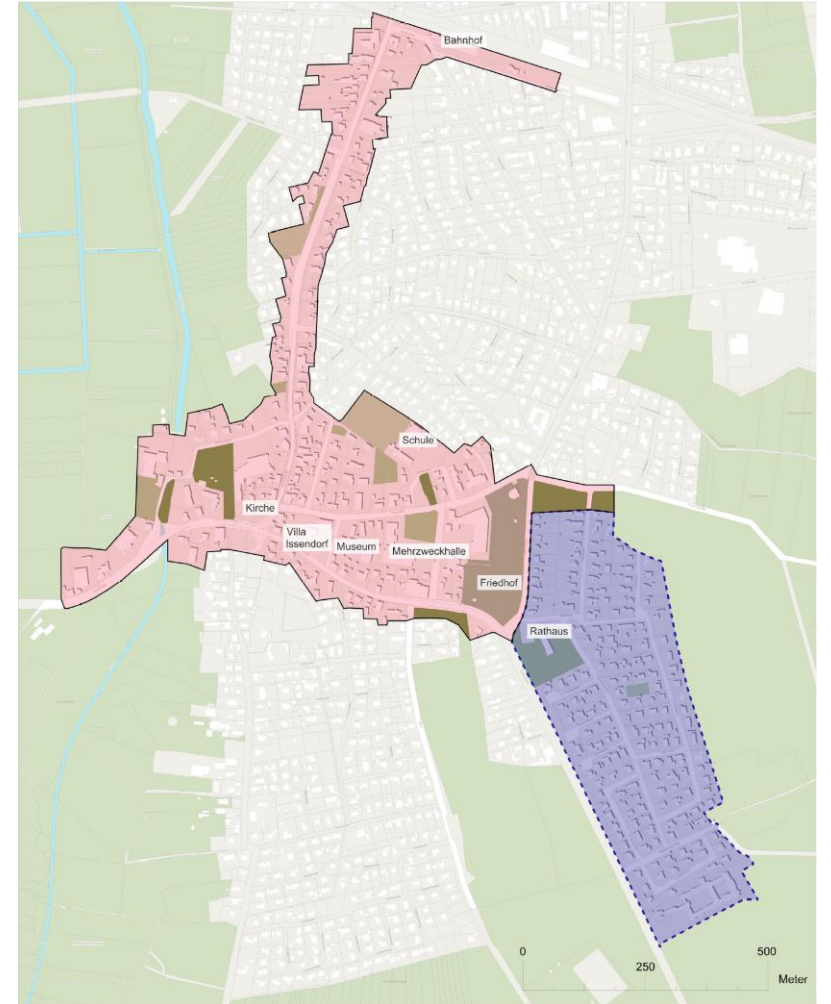 Bahnhof
Schule
Kirche
Villa
Issendorf
Museum
Mehrzweckhalle
Friedhof
Rathaus
0
500
250
Meter